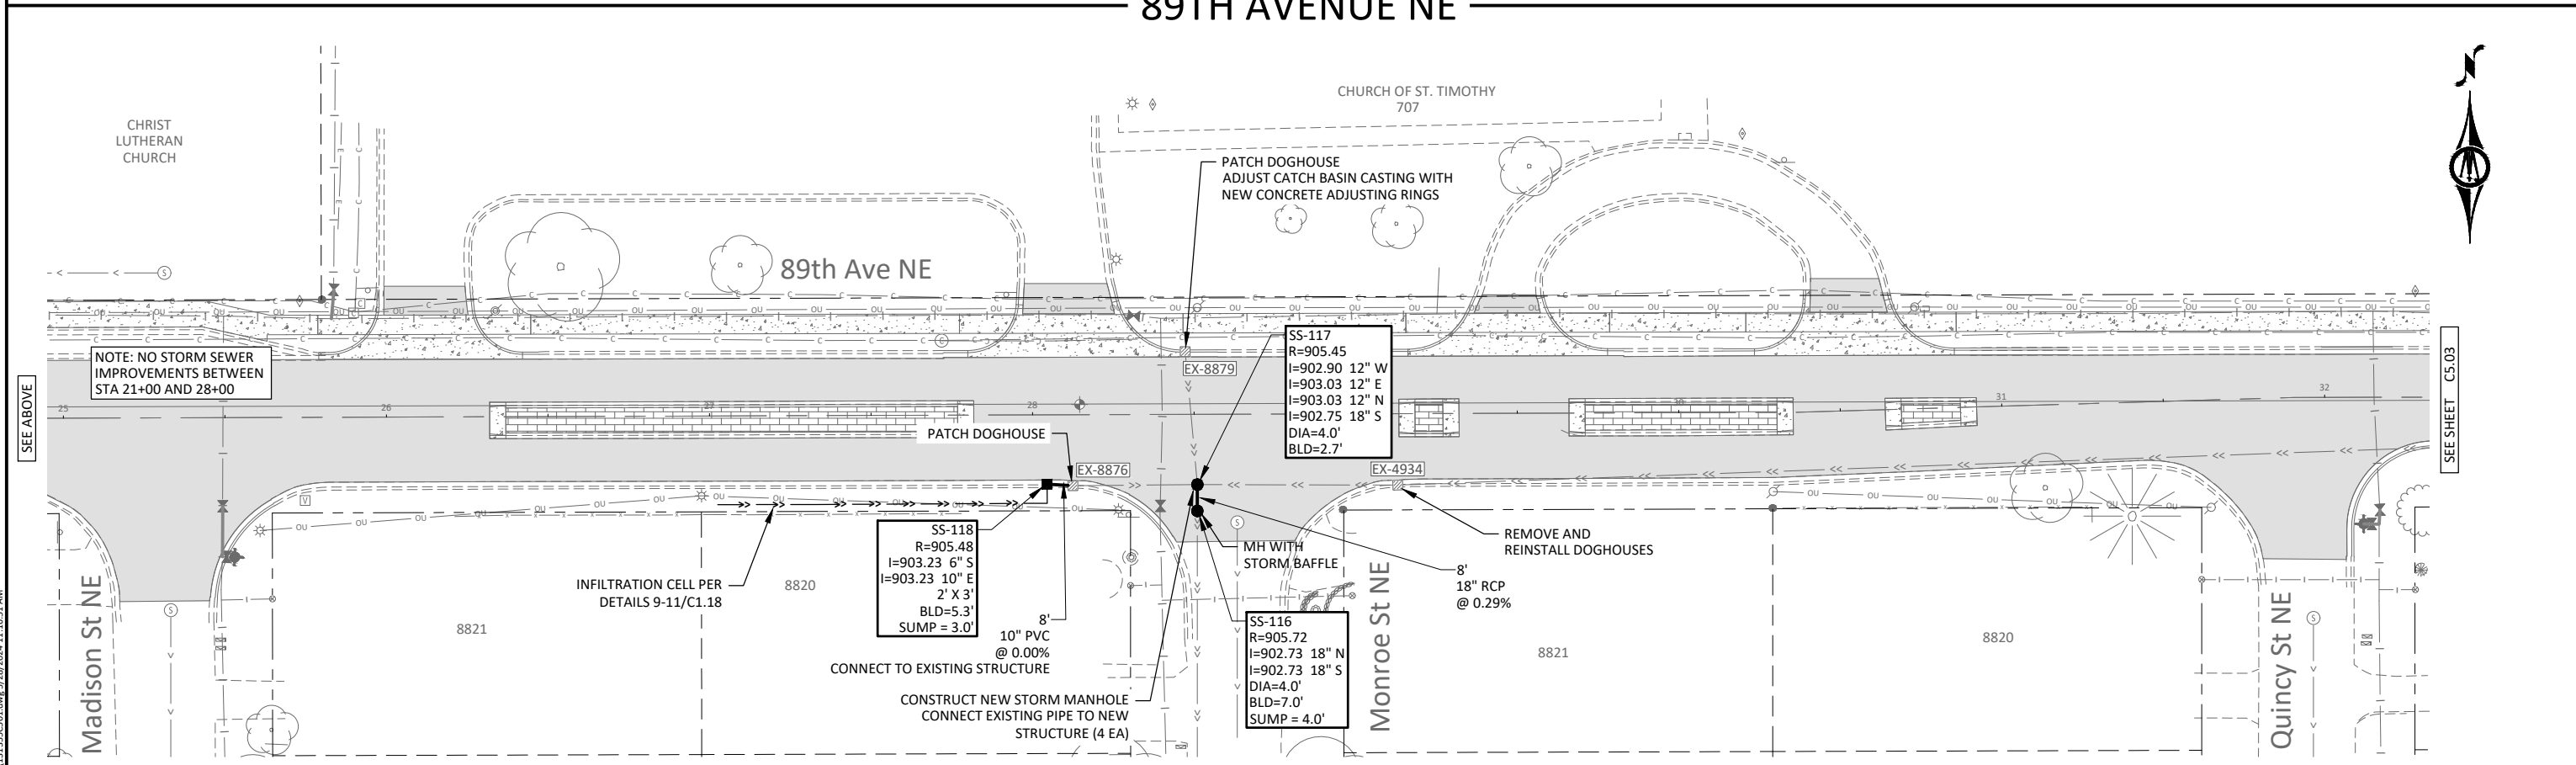 89TH AVENUE NE
CHRIST
LUTHERAN
CHURCH
CHURCH OF ST. TIMOTHY
707
PATCH DOGHOUSE
ADJUST CATCH BASIN CASTING WITH
NEW CONCRETE ADJUSTING RINGS
N
89th Ave NE
NOTE: NO STORM SEWER
IMPROVEMENTS BETWEEN
STA 21+00 AND 28+00
SEE ABOVE
SEE SHEET C5.03
EX-8879
SS-117
R=905.45
I=902.90 12" W
I=903.03 12" E
I=903.03 12" N
I=902.75 18" S
DIA=4.0'
BLD=2.7'
25
26
27
28
30
31
32
PATCH DOGHOUSE
EX-8876
EX-4934
SS-118
R=905.48
I=903.23 6" S
I=903.23 10" E
2' X 3'
BLD=5.3'
SUMP = 3.0'
INFILTRATION CELL PER
DETAILS 9-11/C1.18
8'
10" PVC
@ 0.00%
CONNECT TO EXISTING STRUCTURE
CONSTRUCT NEW STORM MANHOLE
CONNECT EXISTING PIPE TO NEW
STRUCTURE (4 EA)
MH WITH
STORM BAFFLE
SS-116
R=905.72
I=902.73 18" N
I=902.73 18" S
DIA=4.0'
BLD=7.0'
SUMP = 4.0'
8'
18" RCP
@ 0.29%
REMOVE AND
REINSTALL DOGHOUSES
8821
8820
8821
8820
Madison St NE
Monroe St NE
Quincy St NE